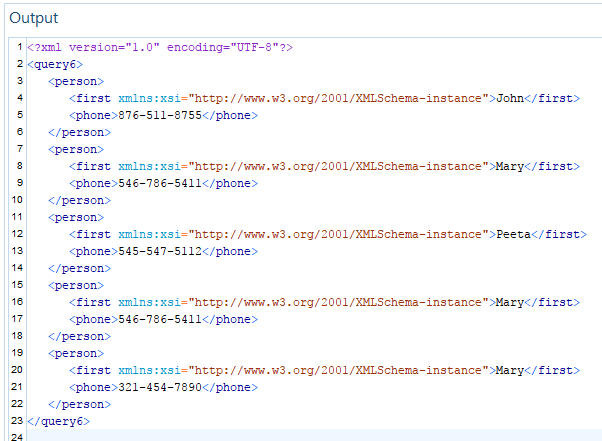 Output
1 <?xml version="1.0" encoding="UTF-8"?>
2 <query6>
3 <person>
4 <first xmlns:xsi="http://www.w3.org/2001/XMLSchema-instance">John</first>
5 <phone>876-511-8755</phone>
6 </person>
7 <person>
8 <first xmlns:xsi="http://www.w3.org/2001/XMLSchema-instance">Mary</first>
9 <phone>546-786-5411</phone>
10 </person>
11 <person>
12 <first xmlns:xsi="http://www.w3.org/2001/XMLSchema-instance">Peeta</first>
13 <phone>545-547-5112</phone>
14 </person>
15 <person>
16 <first xmlns:xsi="http://www.w3.org/2001/XMLSchema-instance">Mary</first>
17 <phone>546-786-5411</phone>
18 </person>
19 <person>
20 <first xmlns:xsi="http://www.w3.org/2001/XMLSchema-instance">Mary</first>
21 <phone>321-454-7890</phone>
22 </person>
23 </query6>
24